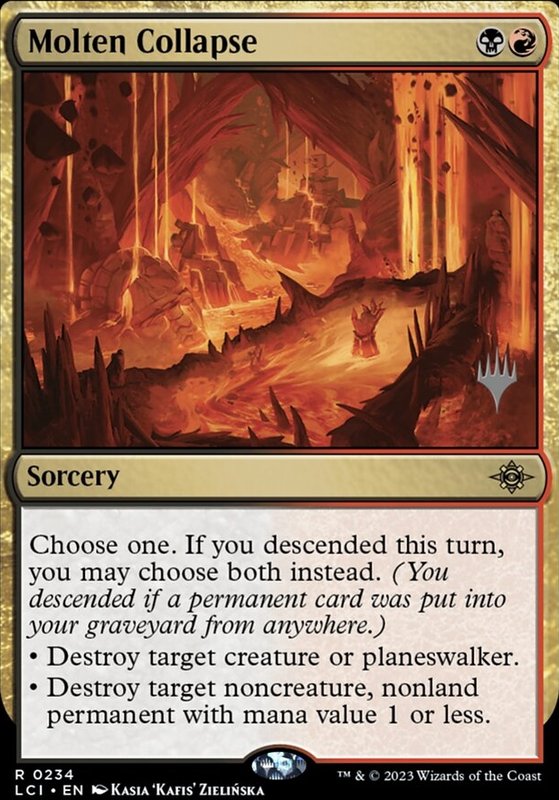 Molten Collapse
Sorcery
Choose one. If you descended this turn,
you may choose both instead. (You
descended if a permanent card was put into
your graveyard from anywhere.)
• Destroy target creature or planeswalker.
• Destroy target noncreature, nonland
permanent with mana value 1 or less.
R 0234
LCI • EN Kasia ‘Kafis’ Zielińska
™ & © 2023 Wizards of the Coast